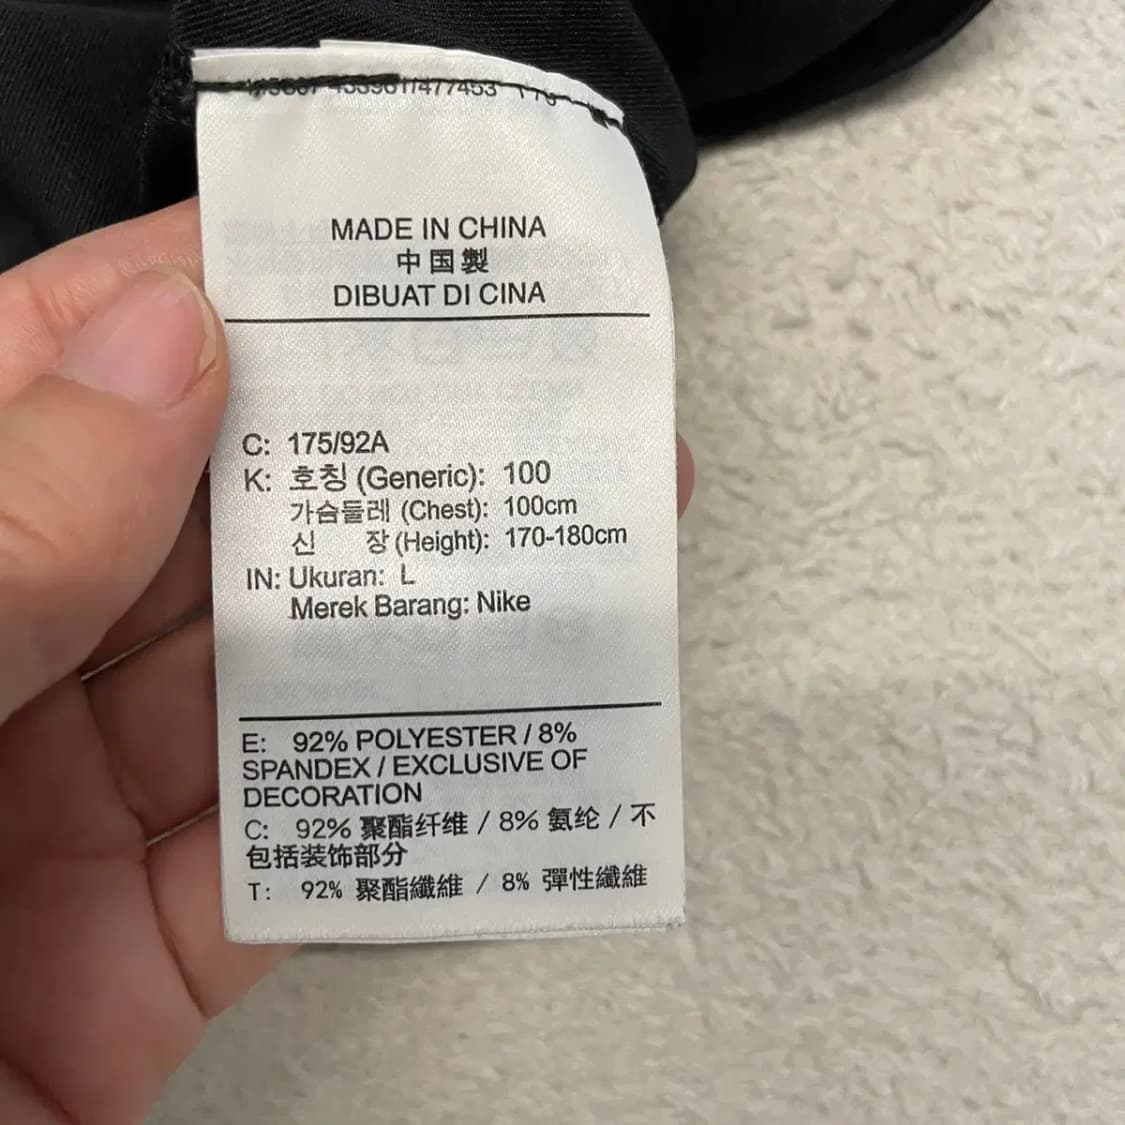 MADE IN CHINA
中国製
DIBUAT DI CINA
C: 175/92A
K: 호칭 (Generic): 100
가슴둘레 (Chest): 100cm
신 장 (Height): 170-180cm
IN: Ukuran: L
Merek Barang: Nike
E: 92% POLYESTER / 8%
SPANDEX / EXCLUSIVE OF
DECORATION
C: 92% 聚酯纤维 / 8% 氨纶 / 不
包括装饰部分
T: 92% 聚酯纖維 / 8% 彈性纖維